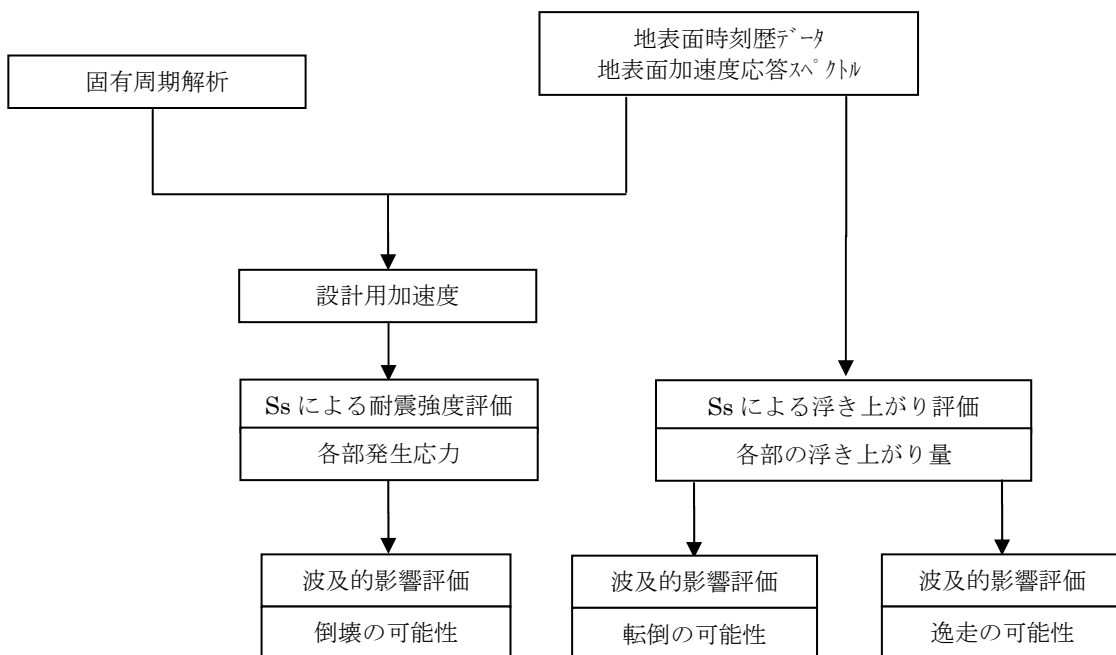 地表面時刻歴ﾃﾞｰﾀ
地表面加速度応答ｽﾍﾟｸﾄﾙ
固有周期解析
設計用加速度
Ss による耐震強度評価
各部発生応力
Ss による浮き上がり評価
各部の浮き上がり量
波及的影響評価
倒壊の可能性
波及的影響評価
転倒の可能性
波及的影響評価
逸走の可能性